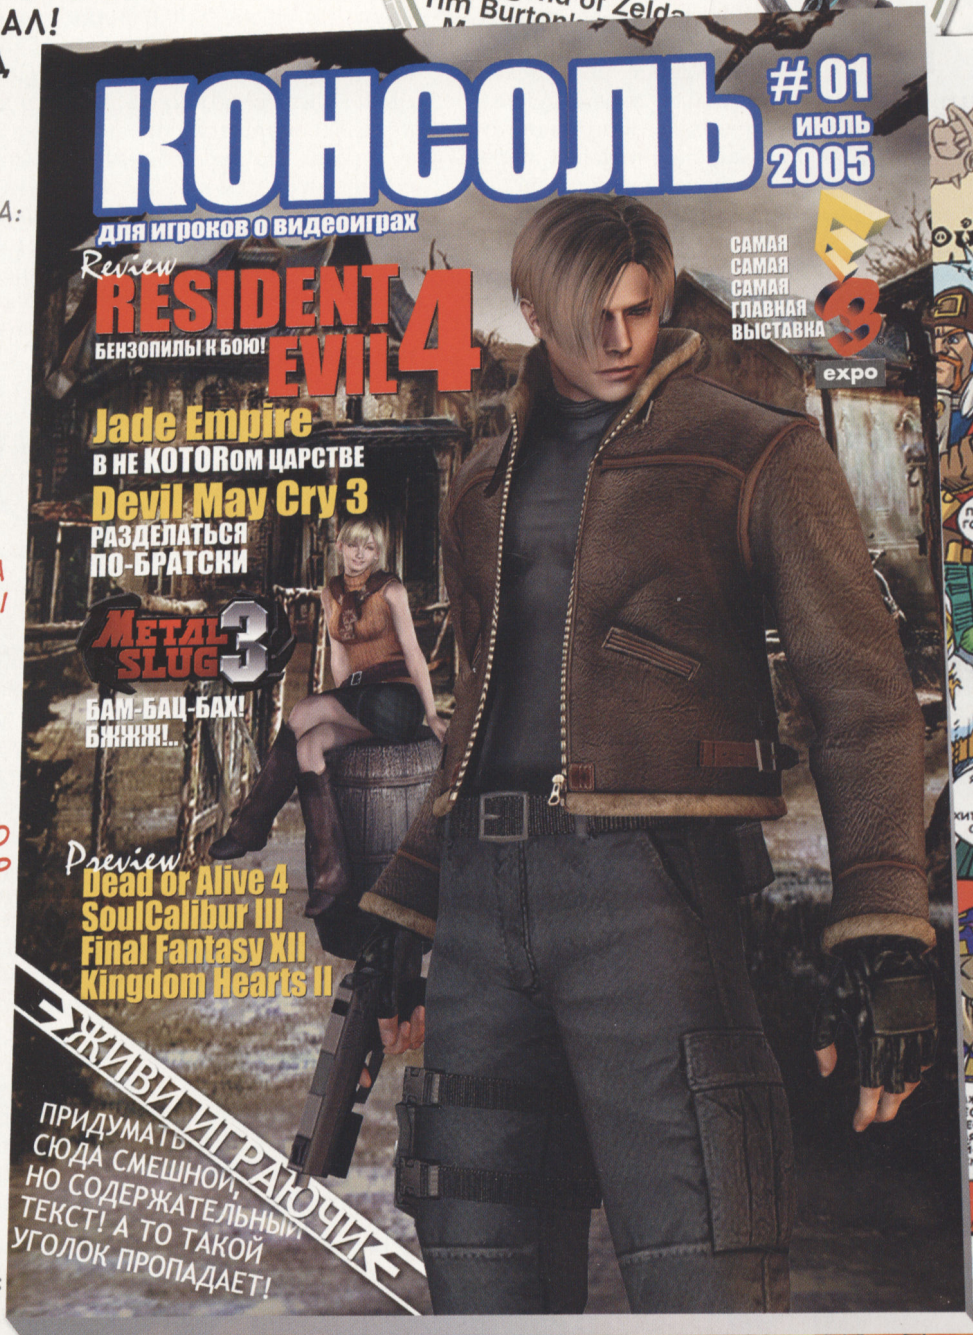 АЛ!
Д
of Zelda
Tim Burton's
А:
КОНСОЛЬ
#01
июль
2005
для игроков о видеоиграх
Review
RESIDENT
EVIL 4
БЕНЗОПИЛЫ К БОЮ!
САМАЯ
САМАЯ
САМАЯ
ГЛАВНАЯ
ВЫСТАВКА
E3
expo
Jade Empire
В НЕ KOTORом ЦАРСТВЕ
Devil May Cry 3
РАЗДЕЛАТЬСЯ
ПО-БРАТСКИ
METAL
SLUG 3
БАМ-БАЦ-БАХ!
БЖЖЖ!..
Preview
Dead or Alive 4
SoulCalibur III
Final Fantasy XII
Kingdom Hearts II
ЖИВИ ИГРАЮЧИ
ПРИДУМАТЬ
СЮДА СМЕШНОЙ,
НО СОДЕРЖАТЕЛЬНЫЙ
ТЕКСТ! А ТО ТАКОЙ
УГОЛОК ПРОПАДАЕТ!